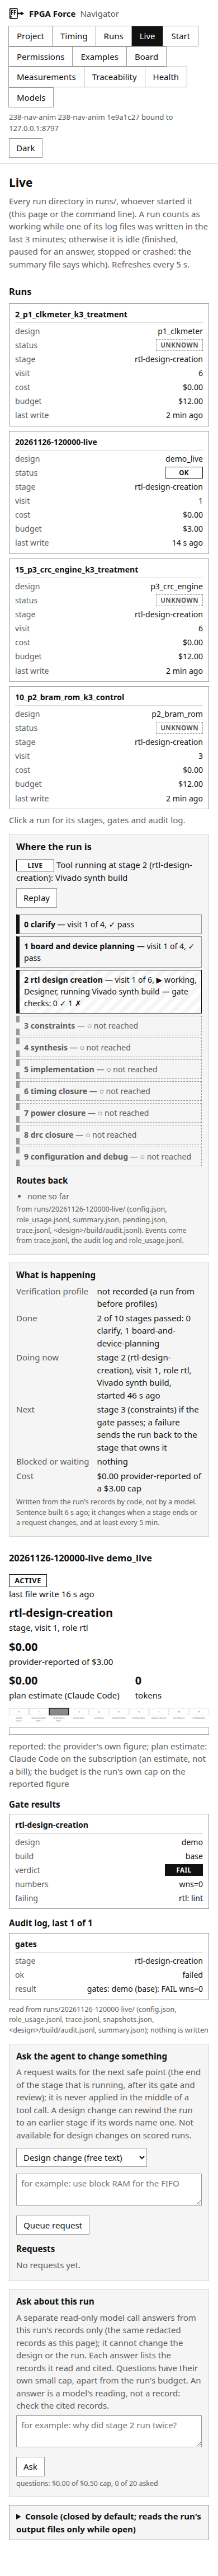 FPGA Force Navigator
Project Timing Runs Live Start
Permissions Examples Board
Measurements Traceability Health
Models
238-nav-anim 238-nav-anim 1e9a1c27 bound to
127.0.0.1:8797
Dark
Live
Every run directory in runs/, whoever started it
(this page or the command line). A run counts as
working while one of its log files was written in the
last 3 minutes; otherwise it is idle (finished,
paused for an answer, stopped or crashed: the
summary file says which). Refreshes every 5 s.
Runs
2_p1_clkmeter_k3_treatment
design p1_clkmeter
status UNKNOWN
stage rtl-design-creation
visit 6
cost $0.00
budget $12.00
last write 2 min ago
20261126-120000-live
design demo_live
status OK
stage rtl-design-creation
visit 1
cost $0.00
budget $3.00
last write 14 s ago
15_p3_crc_engine_k3_treatment
design p3_crc_engine
status UNKNOWN
stage rtl-design-creation
visit 6
cost $0.00
budget $12.00
last write 2 min ago
10_p2_bram_rom_k3_control
design p2_bram_rom
status UNKNOWN
stage rtl-design-creation
visit 3
cost $0.00
budget $12.00
last write 2 min ago
Click a run for its stages, gates and audit log.
Where the run is
LIVE Tool running at stage 2 (rtl-design-
creation): Vivado synth build
Replay
0 clarify — visit 1 of 4, ✓ pass
1 board and device planning — visit 1 of 4, ✓
pass
2 rtl design creation — visit 1 of 6, ▶ working,
Designer, running Vivado synth build — gate
checks: 0 ✓ 1 ✗
3 constraints — ○ not reached
4 synthesis — ○ not reached
5 implementation — ○ not reached
6 timing closure — ○ not reached
7 power closure — ○ not reached
8 drc closure — ○ not reached
9 configuration and debug — ○ not reached
Routes back
• none so far
from runs/20261126-120000-live/ (config.json,
role_usage.jsonl, summary.json, pending.json,
trace.jsonl, <design>/build/audit.jsonl). Events come
from trace.jsonl, the audit log and role_usage.jsonl.
What is happening
Verification profile not recorded (a run from
before profiles)
Done 2 of 10 stages passed: 0
clarify, 1 board-and-
device-planning
Doing now stage 2 (rtl-design-
creation), visit 1, role rtl,
Vivado synth build,
started 46 s ago
Next stage 3 (constraints) if the
gate passes; a failure
sends the run back to the
stage that owns it
Blocked or waiting nothing
Cost $0.00 provider-reported of
a $3.00 cap
Written from the run's records by code, not by a model.
Sentence built 6 s ago; it changes when a stage ends or
a request changes, and at least every 5 min.
20261126-120000-live demo_live
ACTIVE
last file write 16 s ago
rtl-design-creation
stage, visit 1, role rtl
$0.00
provider-reported of $3.00
$0.00 0
plan estimate (Claude Code) tokens
reported: the provider's own figure; plan estimate:
Claude Code on the subscription (an estimate, not
a bill); the budget is the run's own cap on the
reported figure
Gate results
rtl-design-creation
design demo
build base
verdict FAIL
numbers wns=0
failing rtl: lint
Audit log, last 1 of 1
gates
stage rtl-design-creation
ok failed
result gates: demo (base): FAIL wns=0
read from runs/20261126-120000-live/ (config.json,
role_usage.jsonl, trace.jsonl, snapshots.json,
<design>/build/audit.jsonl, summary.json); nothing is written
Ask the agent to change something
A request waits for the next safe point (the end
of the stage that is running, after its gate and
review); it is never applied in the middle of a
tool call. A design change can rewind the run
to an earlier stage if its words name one. Not
available for design changes on scored runs.
Design change (free text)
for example: use block RAM for the FIFO
Queue request
Requests
No requests yet.
Ask about this run
A separate read-only model call answers from
this run's records only (the same redacted
records as this page); it cannot change the
design or the run. Each answer lists the
records it read and cited. Questions have their
own small cap, apart from the run's budget. An
answer is a model's reading, not a record:
check the cited records.
for example: why did stage 2 run twice?
Ask
questions: $0.00 of $0.50 cap, 0 of 20 asked
▶ Console (closed by default; reads the run's
output files only while open)